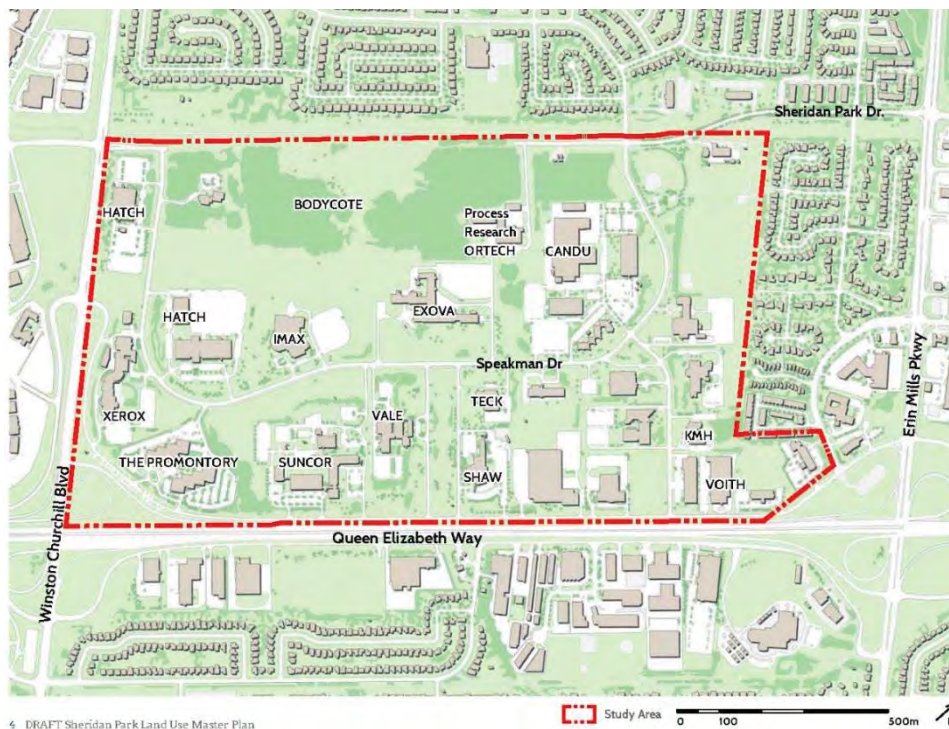 Sheridan Park Dr.
HATCH
BODYCOTE
Process
Research
ORTECH
CANDU
HATCH
IMAX
EXOVA
Speakman Dr
Erin Mills Pkwy
XEROX
VALE
TECK
KMH
THE PROMONTORY
SUNCOR
SHAW
VOITH
Winston Churchill Blvd
Queen Elizabeth Way
4 DRAFT Sheridan Park Land Use Master Plan
Study Area
0 100 500m